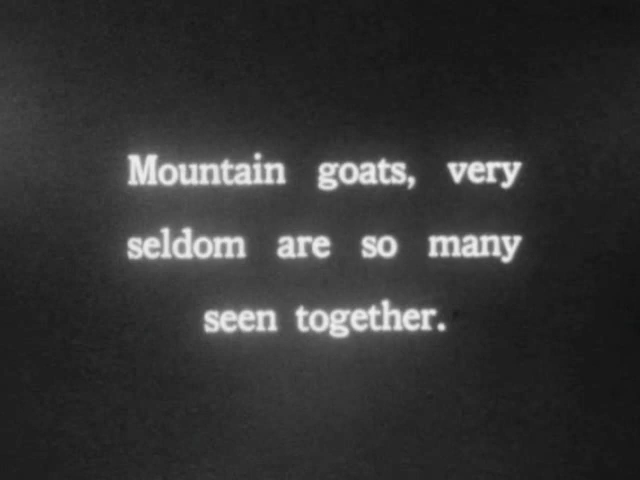 Mountain goats, very
seldom are so many
seen together.